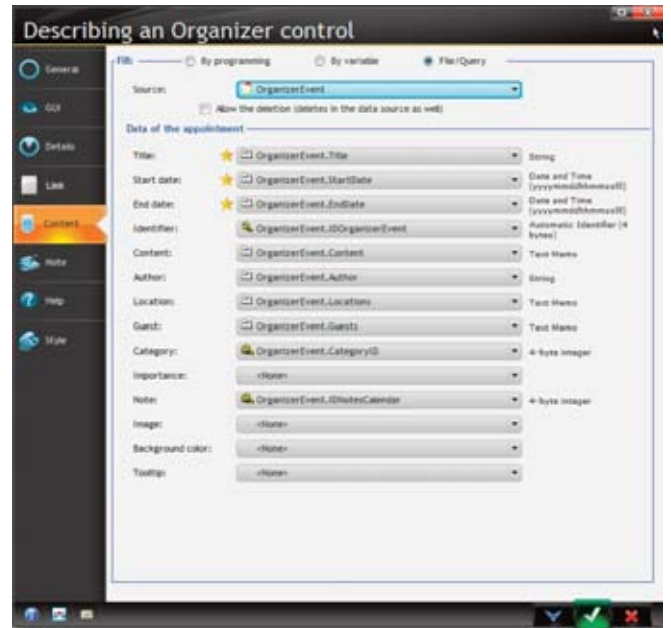 Describing an Organizer control
General
GUI
Details
Link
Content
Note
Help
Style
Fill: By programming By variable File/Query
Source: OrganizerEvent
Allow the deletion (deletes in the data source as well)
Data of the appointment
Title: OrganizerEvent.Title String
Start date: OrganizerEvent.StartDate Date and Time
End date: OrganizerEvent.EndDate Date and Time
Identifier: OrganizerEvent.IDOrganizerEvent Automatic Identifier (4 bytes)
Content: OrganizerEvent.Content Text Memo
Author: OrganizerEvent.Author String
Location: OrganizerEvent.Locations Text Memo
Guest: OrganizerEvent.Guests Text Memo
Category: OrganizerEvent.CategoryID 4-byte integer
Importance: <None>
Note: OrganizerEvent.IDNotesCalendar 4-byte integer
Image: <None>
Background color: <None>
Tooltip: <None>